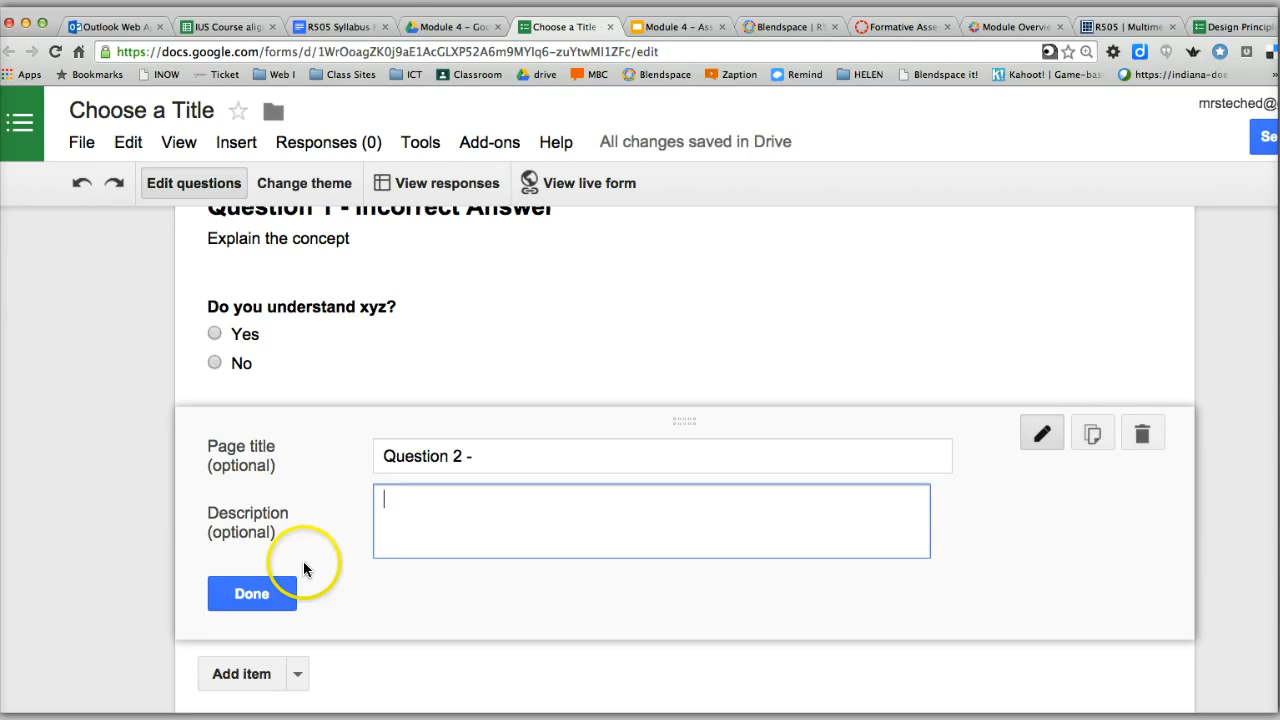 Outlook Web A
IUS Course alig
R505 Syllabus F
Module 4 – Goo
Choose a Title
Module 4 – Ass
Blendspace | R5
Formative Asse
Module Overvie
R505 | Multime
Design Principl
https://docs.google.com/forms/d/1WrOoagZK0j9aE1AcGLXP52A6m9MYlq6-zuYtwMl1ZFc/edit
Apps
Bookmarks
INOW
Ticket
Web I
Class Sites
ICT
Classroom
drive
MBC
Blendspace
Zaption
Remind
HELEN
Blendspace it!
Kahoot! | Game-bas
https://indiana-doe
Choose a Title
mrsteched@
File Edit View Insert Responses (0) Tools Add-ons Help All changes saved in Drive
Se
Edit questions Change theme View responses View live form
Question 1 - Incorrect Answer
Explain the concept
Do you understand xyz?
Yes
No
Page title
(optional)
Question 2 -
Description
(optional)
Done
Add item